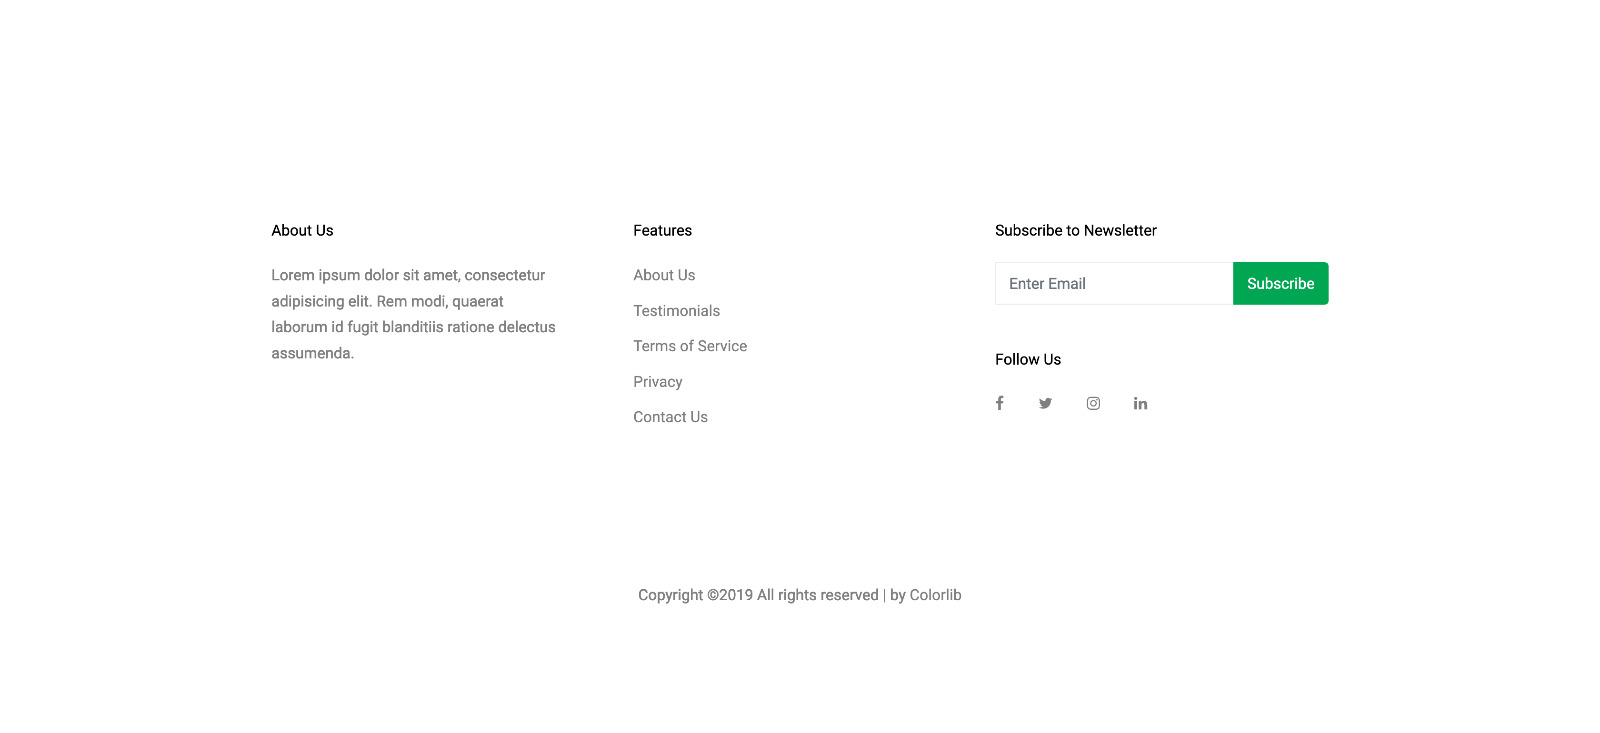 About Us
Lorem ipsum dolor sit amet, consectetur
adipisicing elit. Rem modi, quaerat
laborum id fugit blanditiis ratione delectus
assumenda.
Features
About Us
Testimonials
Terms of Service
Privacy
Contact Us
Subscribe to Newsletter
Enter Email
Subscribe
Follow Us
Copyright ©2019 All rights reserved | by Colorlib